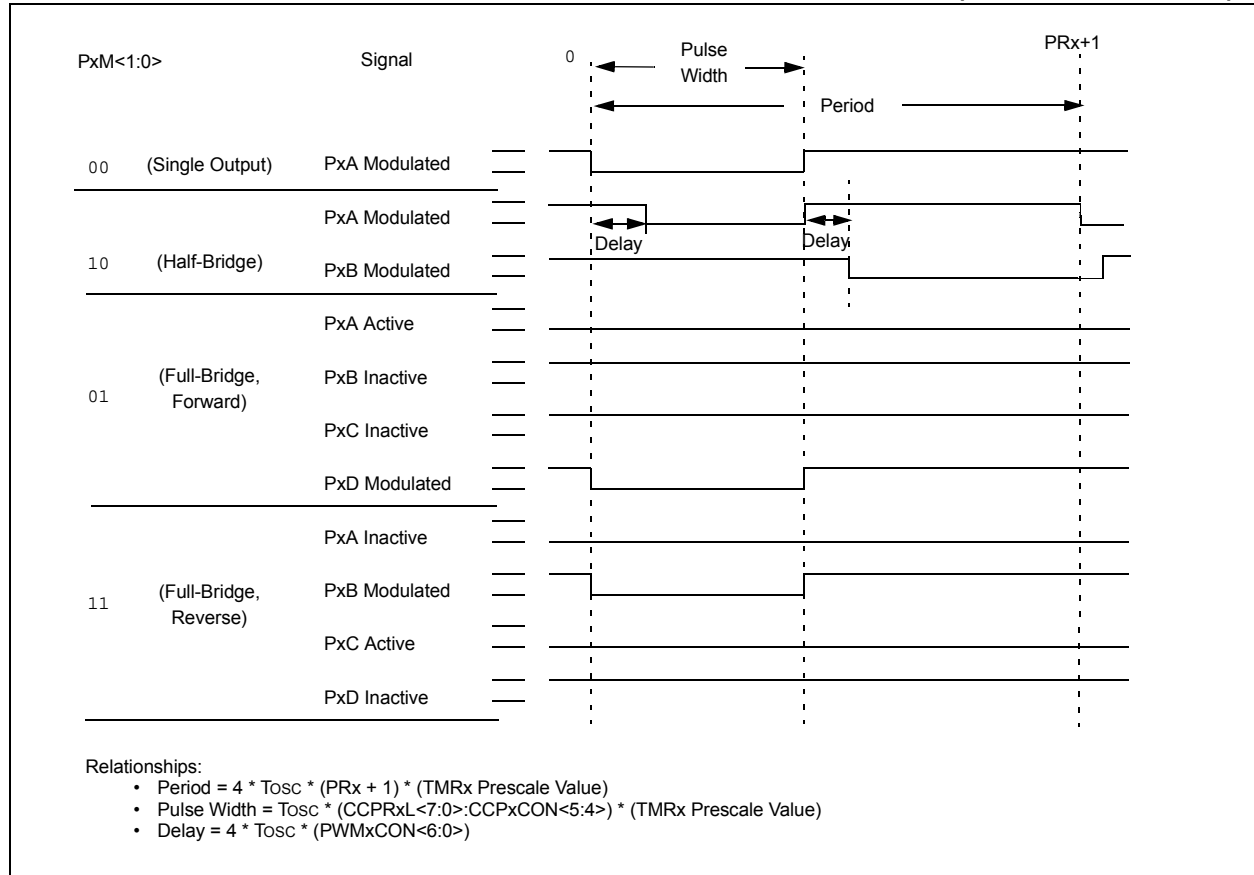 PxM<1:0>
Signal
0
Pulse
Width
PRx+1
Period
00
(Single Output)
PxA Modulated
PxA Modulated
Delay
Delay
10
(Half-Bridge)
PxB Modulated
PxA Active
(Full-Bridge,
Forward)
PxB Inactive
01
PxC Inactive
PxD Modulated
PxA Inactive
(Full-Bridge,
Reverse)
PxB Modulated
11
PxC Active
PxD Inactive
Relationships:
• Period = 4 * TOSC * (PRx + 1) * (TMRx Prescale Value)
• Pulse Width = TOSC * (CCPRxL<7:0>:CCPxCON<5:4>) * (TMRx Prescale Value)
• Delay = 4 * TOSC * (PWMxCON<6:0>)